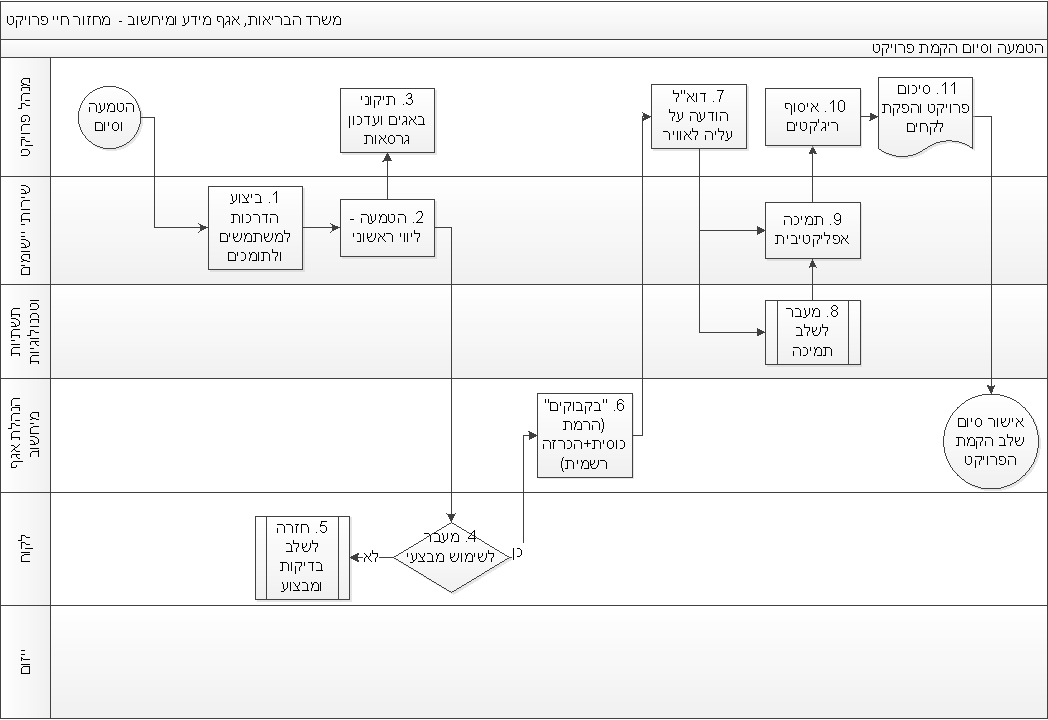 משרד הבריאות, אגף מידע ומיחשוב - מחזור חיי פרויקט
הטמעה וסיום הקמת פרויקט
מנהל פרויקט
הטמעה
וסיום
3. תיקוני
באגים ועדכון
גרסאות
7. דוא"ל
הודעה על
עליה לאוויר
10. איסוף
ריג'קטים
11. סיכום
פרויקט והפקת
לקחים
שירותי יישומים
1. ביצוע
הדרכות
למשתמשים
ולתומכים
2. הטמעה -
ליווי ראשוני
9. תמיכה
אפליקטיבית
תשתיות
וטכנולוגיות
8. מעבר
לשלב
תמיכה
הנהלת אגף
מיחשוב
6. "בקבוקים"
(הרמת
כוסית+הכרזה
רשמית)
אישור סיום
שלב הקמת
הפרויקט
לקוח
5. חזרה
לשלב
בדיקות
ומבצוע
לא
4. מעבר
לשימוש מבצעי
כן
ייזום